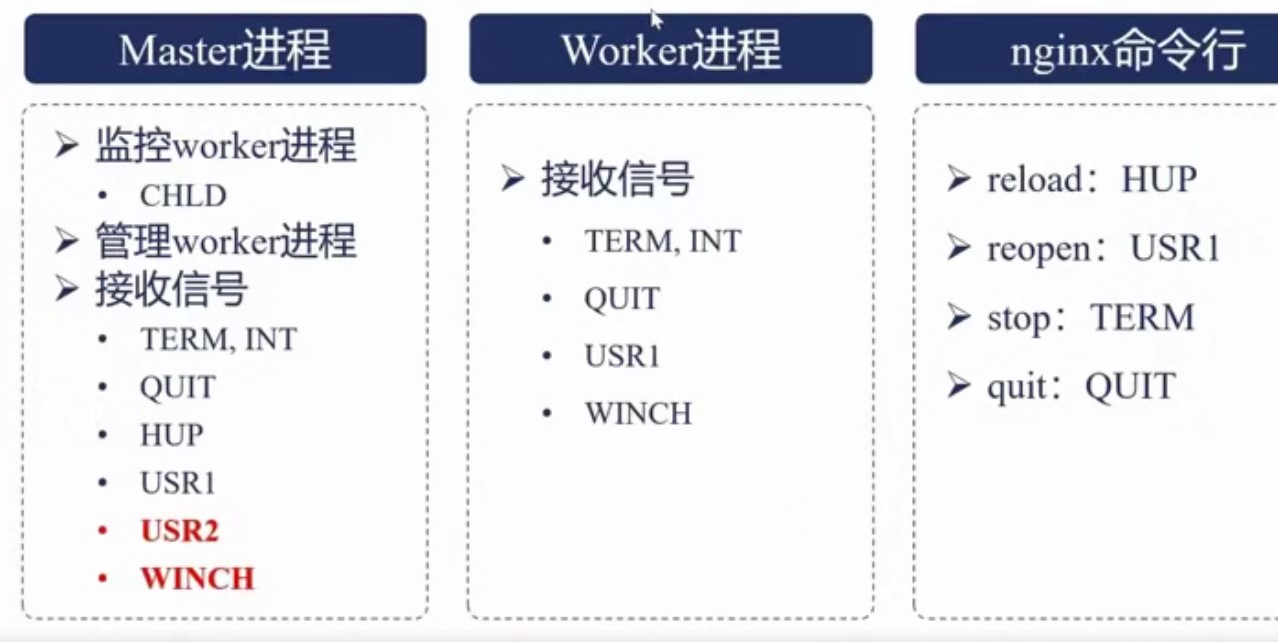 Master进程
监控worker进程
CHLD
管理worker进程
接收信号
TERM, INT
QUIT
HUP
USR1
USR2
WINCH
Worker进程
接收信号
TERM, INT
QUIT
USR1
WINCH
nginx命令行
reload：HUP
reopen：USR1
stop：TERM
quit：QUIT